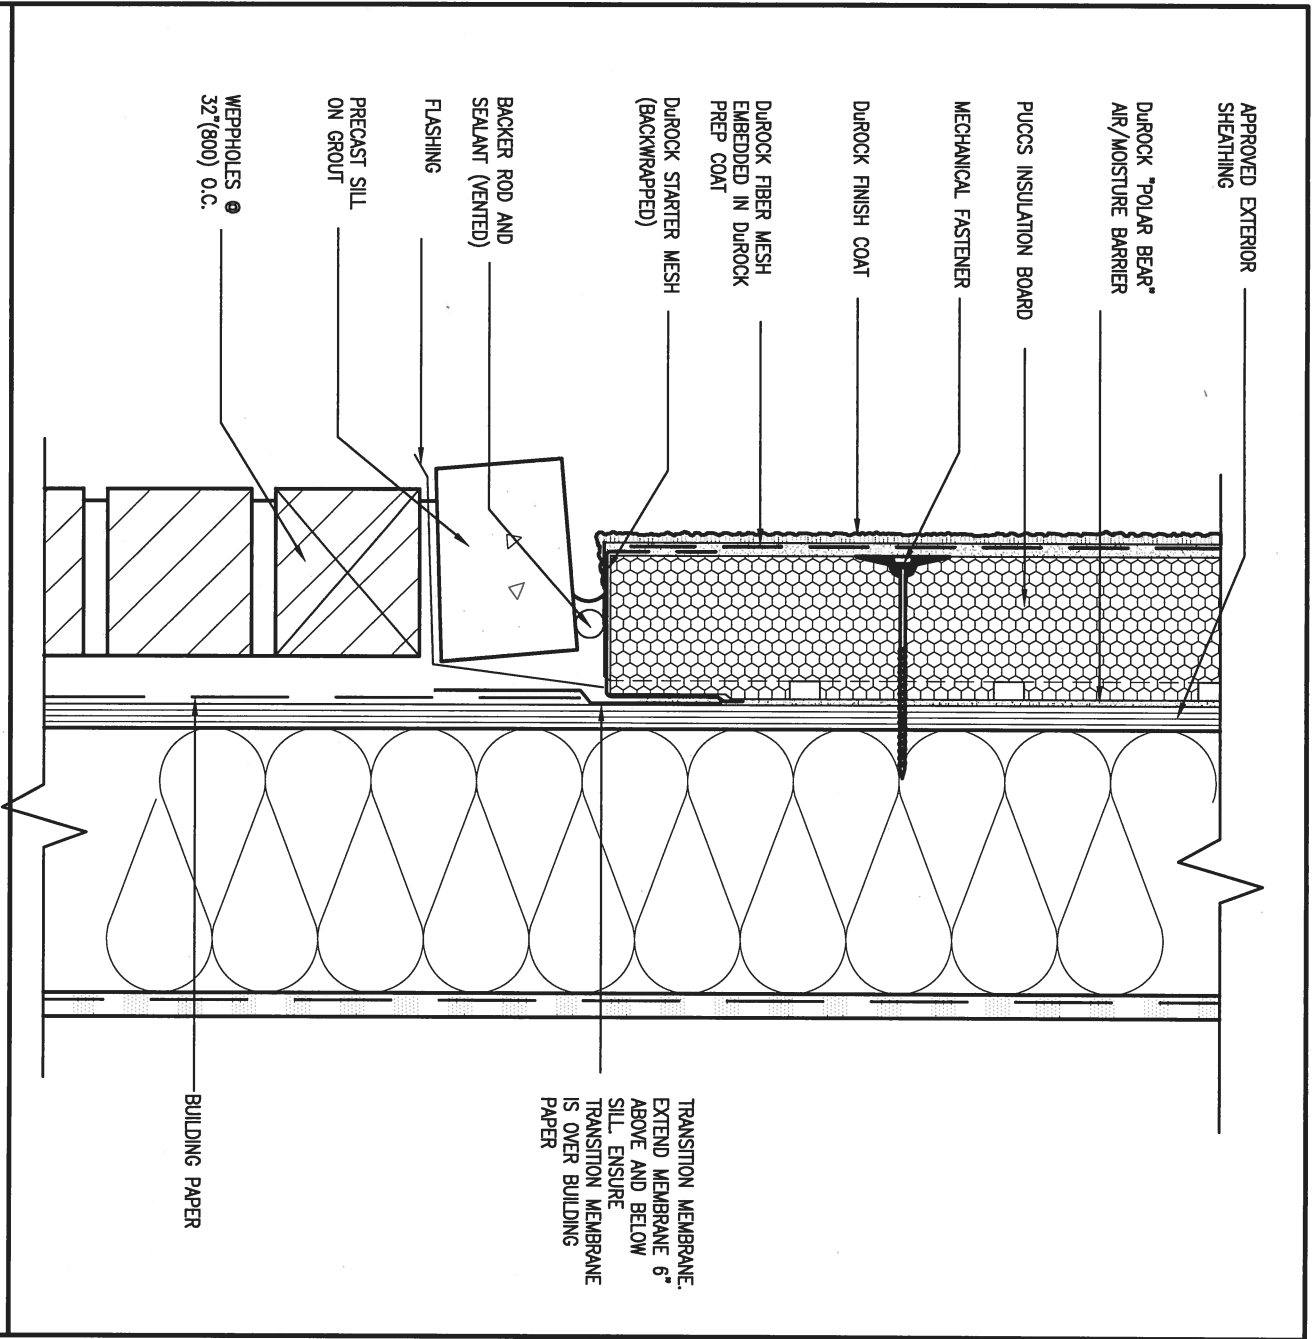 APPROVED EXTERIOR
SHEATHING
DuROCK "POLAR BEAR"
AIR/MOISTURE BARRIER
PUCCS INSULATION BOARD
MECHANICAL FASTENER
DuROCK FINISH COAT
DuROCK FIBER MESH
EMBEDDED IN DuROCK
PREP COAT
DuROCK STARTER MESH
(BACKWRAPPED)
BACKER ROD AND
SEALANT (VENTED)
FLASHING
PRECAST SILL
ON GROUT
WEPPHOLES @
32"(800) O.C.
TRANSITION MEMBRANE.
EXTEND MEMBRANE 6"
ABOVE AND BELOW
SILL. ENSURE
TRANSITION MEMBRANE
IS OVER BUILDING
PAPER
BUILDING PAPER